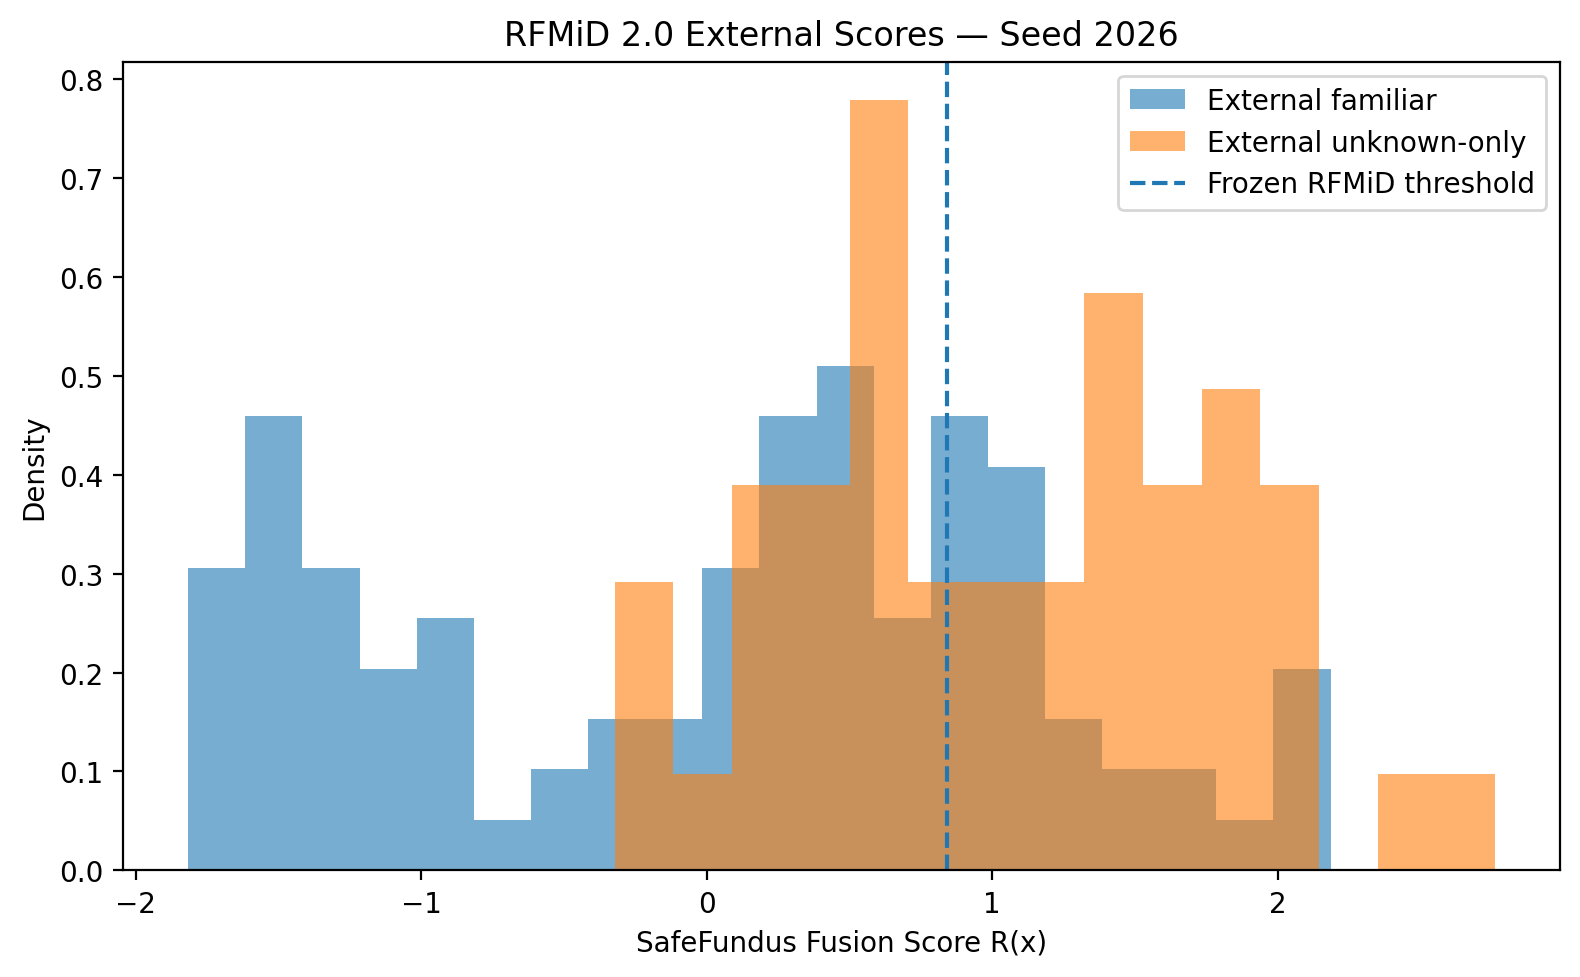 RFMiD 2.0 External Scores — Seed 2026
External familiar
External unknown-only
Frozen RFMiD threshold
Density
0.8
0.7
0.6
0.5
0.4
0.3
0.2
0.1
0.0
−2
−1
0
1
2
SafeFundus Fusion Score R(x)